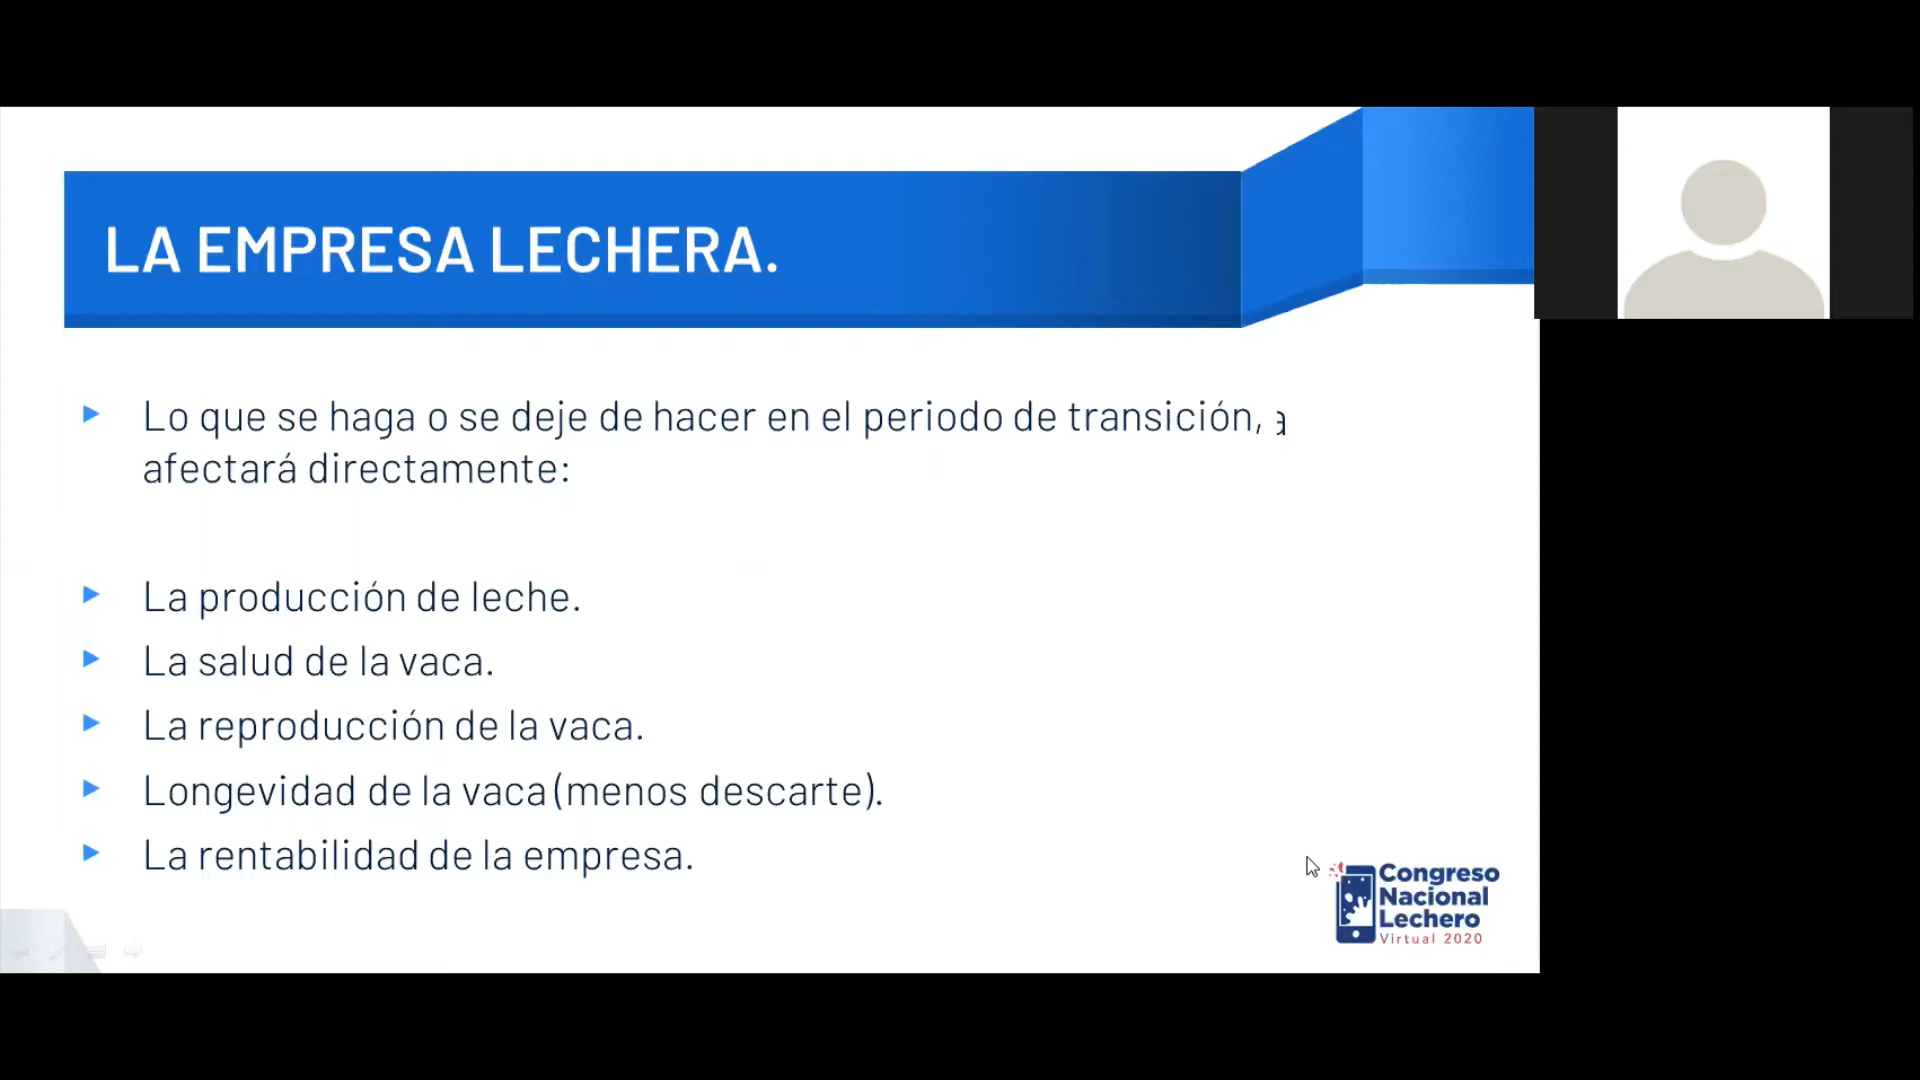 LA EMPRESA LECHERA.
Lo que se haga o se deje de hacer en el periodo de transición, a
afectará directamente:
La producción de leche.
La salud de la vaca.
La reproducción de la vaca.
Longevidad de la vaca (menos descarte).
La rentabilidad de la empresa.
Congreso
Nacional
Lechero
Virtual 2020